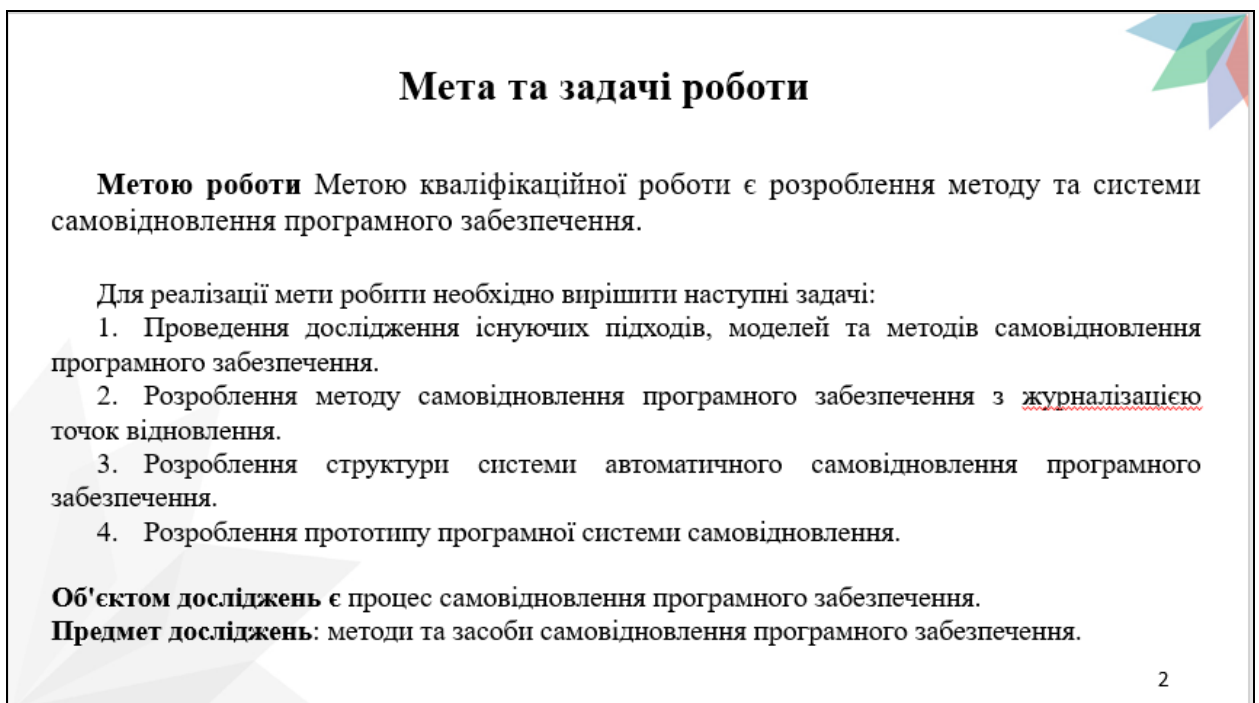 Мета та задачі роботи
Метою роботи Метою кваліфікаційної роботи є розроблення методу та системи
самовідновлення програмного забезпечення.
Для реалізації мети робити необхідно вирішити наступні задачі:
1. Проведення дослідження існуючих підходів, моделей та методів самовідновлення
програмного забезпечення.
2. Розроблення методу самовідновлення програмного забезпечення з журналізацією
точок відновлення.
3. Розроблення структури системи автоматичного самовідновлення програмного
забезпечення.
4. Розроблення прототипу програмної системи самовідновлення.
Об'єктом досліджень є процес самовідновлення програмного забезпечення.
Предмет досліджень: методи та засоби самовідновлення програмного забезпечення.
2